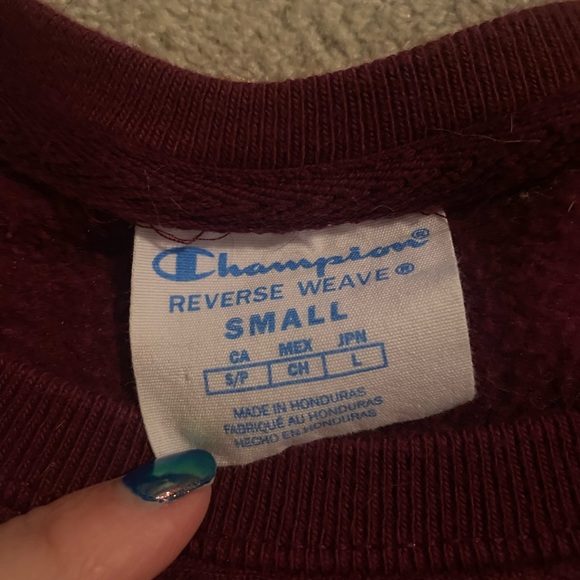 Champion®
REVERSE WEAVE®
SMALL
CA MEX JPN
S/P CH L
MADE IN HONDURAS
FABRIQUÉ AU HONDURAS
HECHO EN HONDURAS